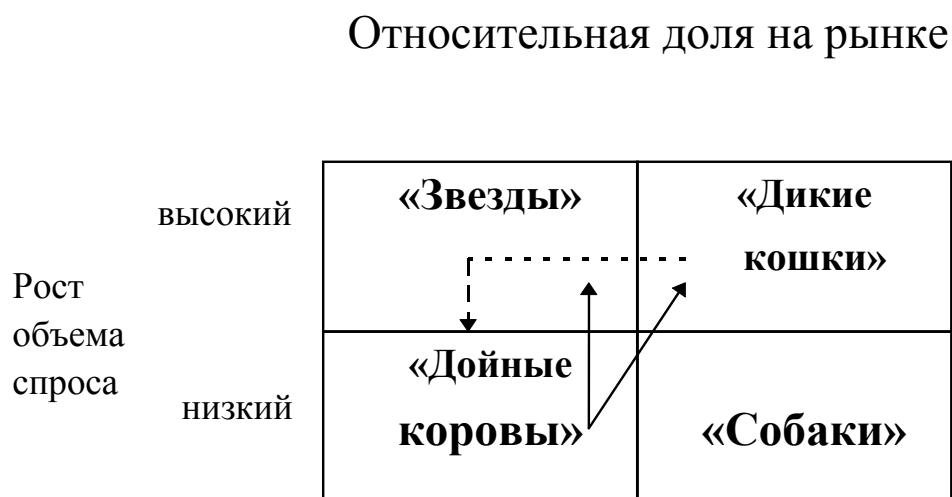 Относительная доля на рынке
высокий
«Звезды»
«Дикие
кошки»
Рост
объема
спроса
низкий
«Дойные
коровы»
«Собаки»